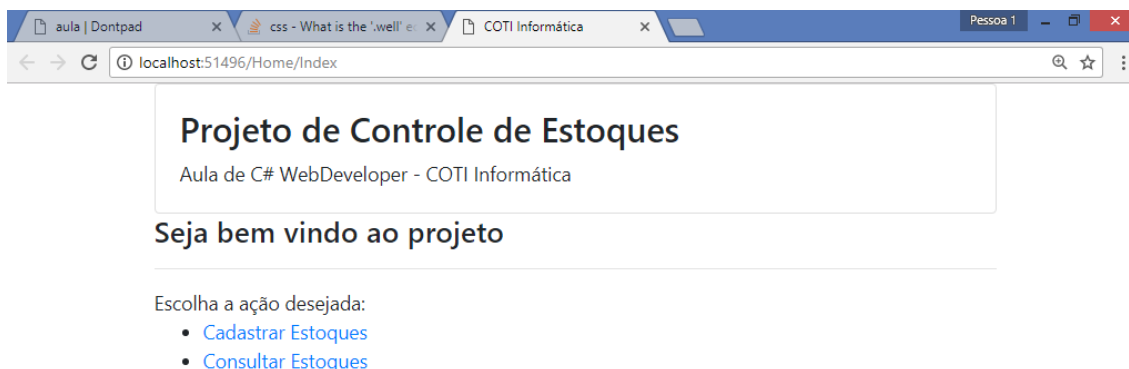 aula | Dontpad
css - What is the '.well' e
COTI Informática
Pessoa 1
localhost:51496/Home/Index
Projeto de Controle de Estoques
Aula de C# WebDeveloper - COTI Informática
Seja bem vindo ao projeto
Escolha a ação desejada:
Cadastrar Estoques
Consultar Estoques